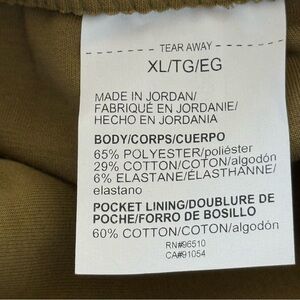 TEAR AWAY
XL/TG/EG
MADE IN JORDAN/
FABRIQUÉ EN JORDANIE/
HECHO EN JORDANIA
BODY/CORPS/CUERPO
65% POLYESTER/poliéster
29% COTTON/COTON/algodón
6% ELASTANE/ÉLASTHANNE/
elastano
POCKET LINING/DOUBLURE DE
POCHE/FORRO DE BOSILLO
60% COTTON/COTON/algodón
RN#96510
CA#91054